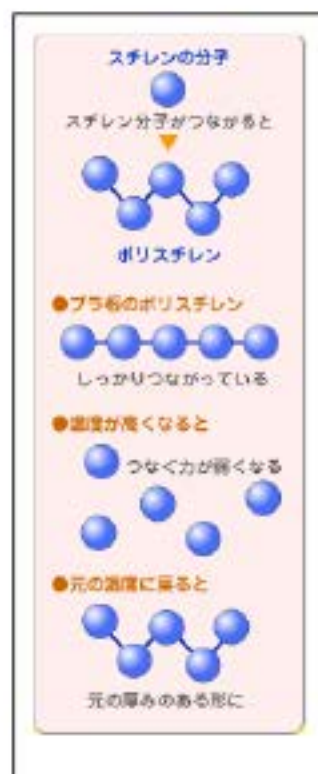 スチレンの分子
スチレン分子がつながると
ポリスチレン
●プラ板のポリスチレン
しっかりつながっている
●温度が高くなると
つなぐ力が弱くなる
●元の温度に戻ると
元の厚みのある形に